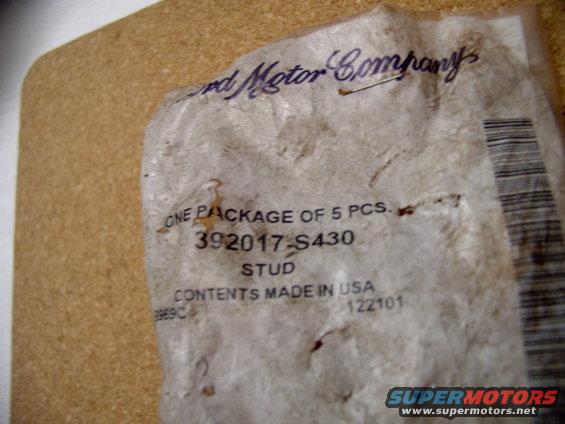 Motor Company
ONE PACKAGE OF 5 PCS.
392017-S430
STUD
CONTENTS MADE IN USA
8969C 122101
SUPERMOTORS
www.supermotors.net